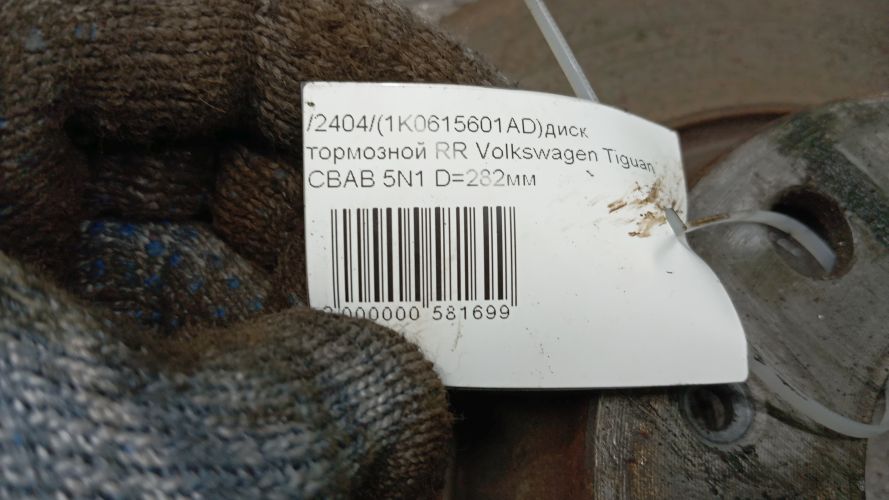 /2404/(1K0615601AD)диск
тормозной RR Volkswagen Tiguan
CBAB 5N1 D=282мм
000000 581699